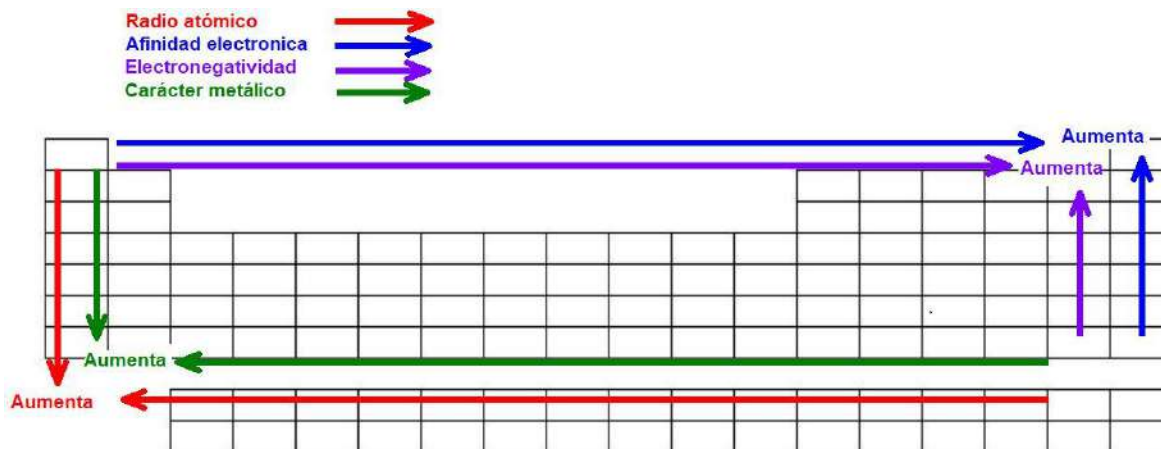 Radio atómico
Afinidad electronica
Electronegatividad
Carácter metálico
Aumenta
Aumenta
Aumenta
Aumenta